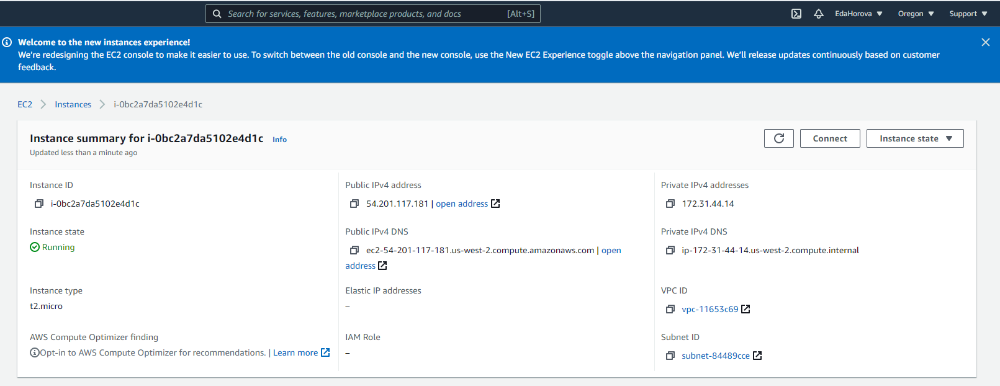 Search for services, features, marketplace products, and docs [Alt+S] EdaHorova Oregon Support
Welcome to the new instances experience!
We're redesigning the EC2 console to make it easier to use. To switch between the old console and the new console, use the New EC2 Experience toggle above the navigation panel. We'll release updates continuously based on customer
feedback.
EC2 Instances i-0bc2a7da5102e4d1c
Instance summary for i-0bc2a7da5102e4d1c Info
Updated less than a minute ago
Connect
Instance state
Instance ID
i-0bc2a7da5102e4d1c
Public IPv4 address
54.201.117.181 | open address
Private IPv4 addresses
172.31.44.14
Instance state
Running
Public IPv4 DNS
ec2-54-201-117-181.us-west-2.compute.amazonaws.com | open
address
Private IPv4 DNS
ip-172-31-44-14.us-west-2.compute.internal
Instance type
t2.micro
Elastic IP addresses
–
VPC ID
vpc-11653c69
AWS Compute Optimizer finding
Opt-in to AWS Compute Optimizer for recommendations. | Learn more
IAM Role
–
Subnet ID
subnet-84489cce